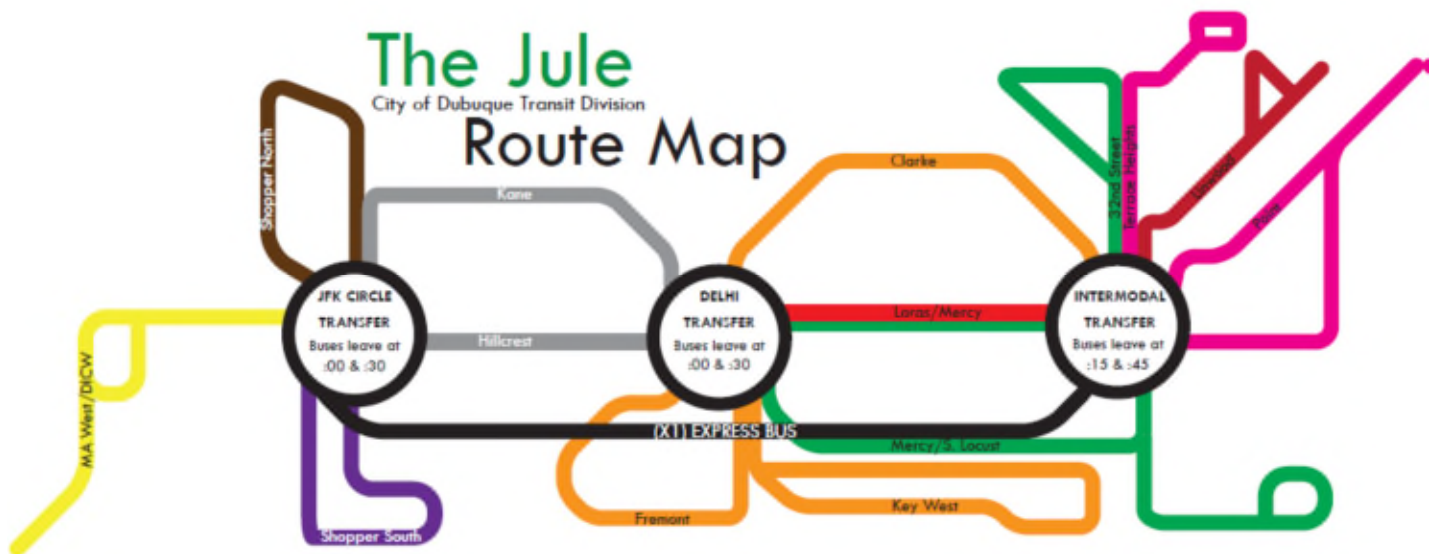 The Jule
City of Dubuque Transit Division
Route Map
Shopper North
Kane
Clarke
32nd Street
Terrace Heights
Linwood
Point
JFK CIRCLE
TRANSFER
Buses leave at
:00 & :30
DELHI
TRANSFER
Buses leave at
:00 & :30
INTERMODAL
TRANSFER
Buses leave at
:15 & :45
Loras/Mercy
Hillcrest
MA West/DICW
(X1) EXPRESS BUS
Mercy/S. Locust
Key West
Fremont
Shopper South